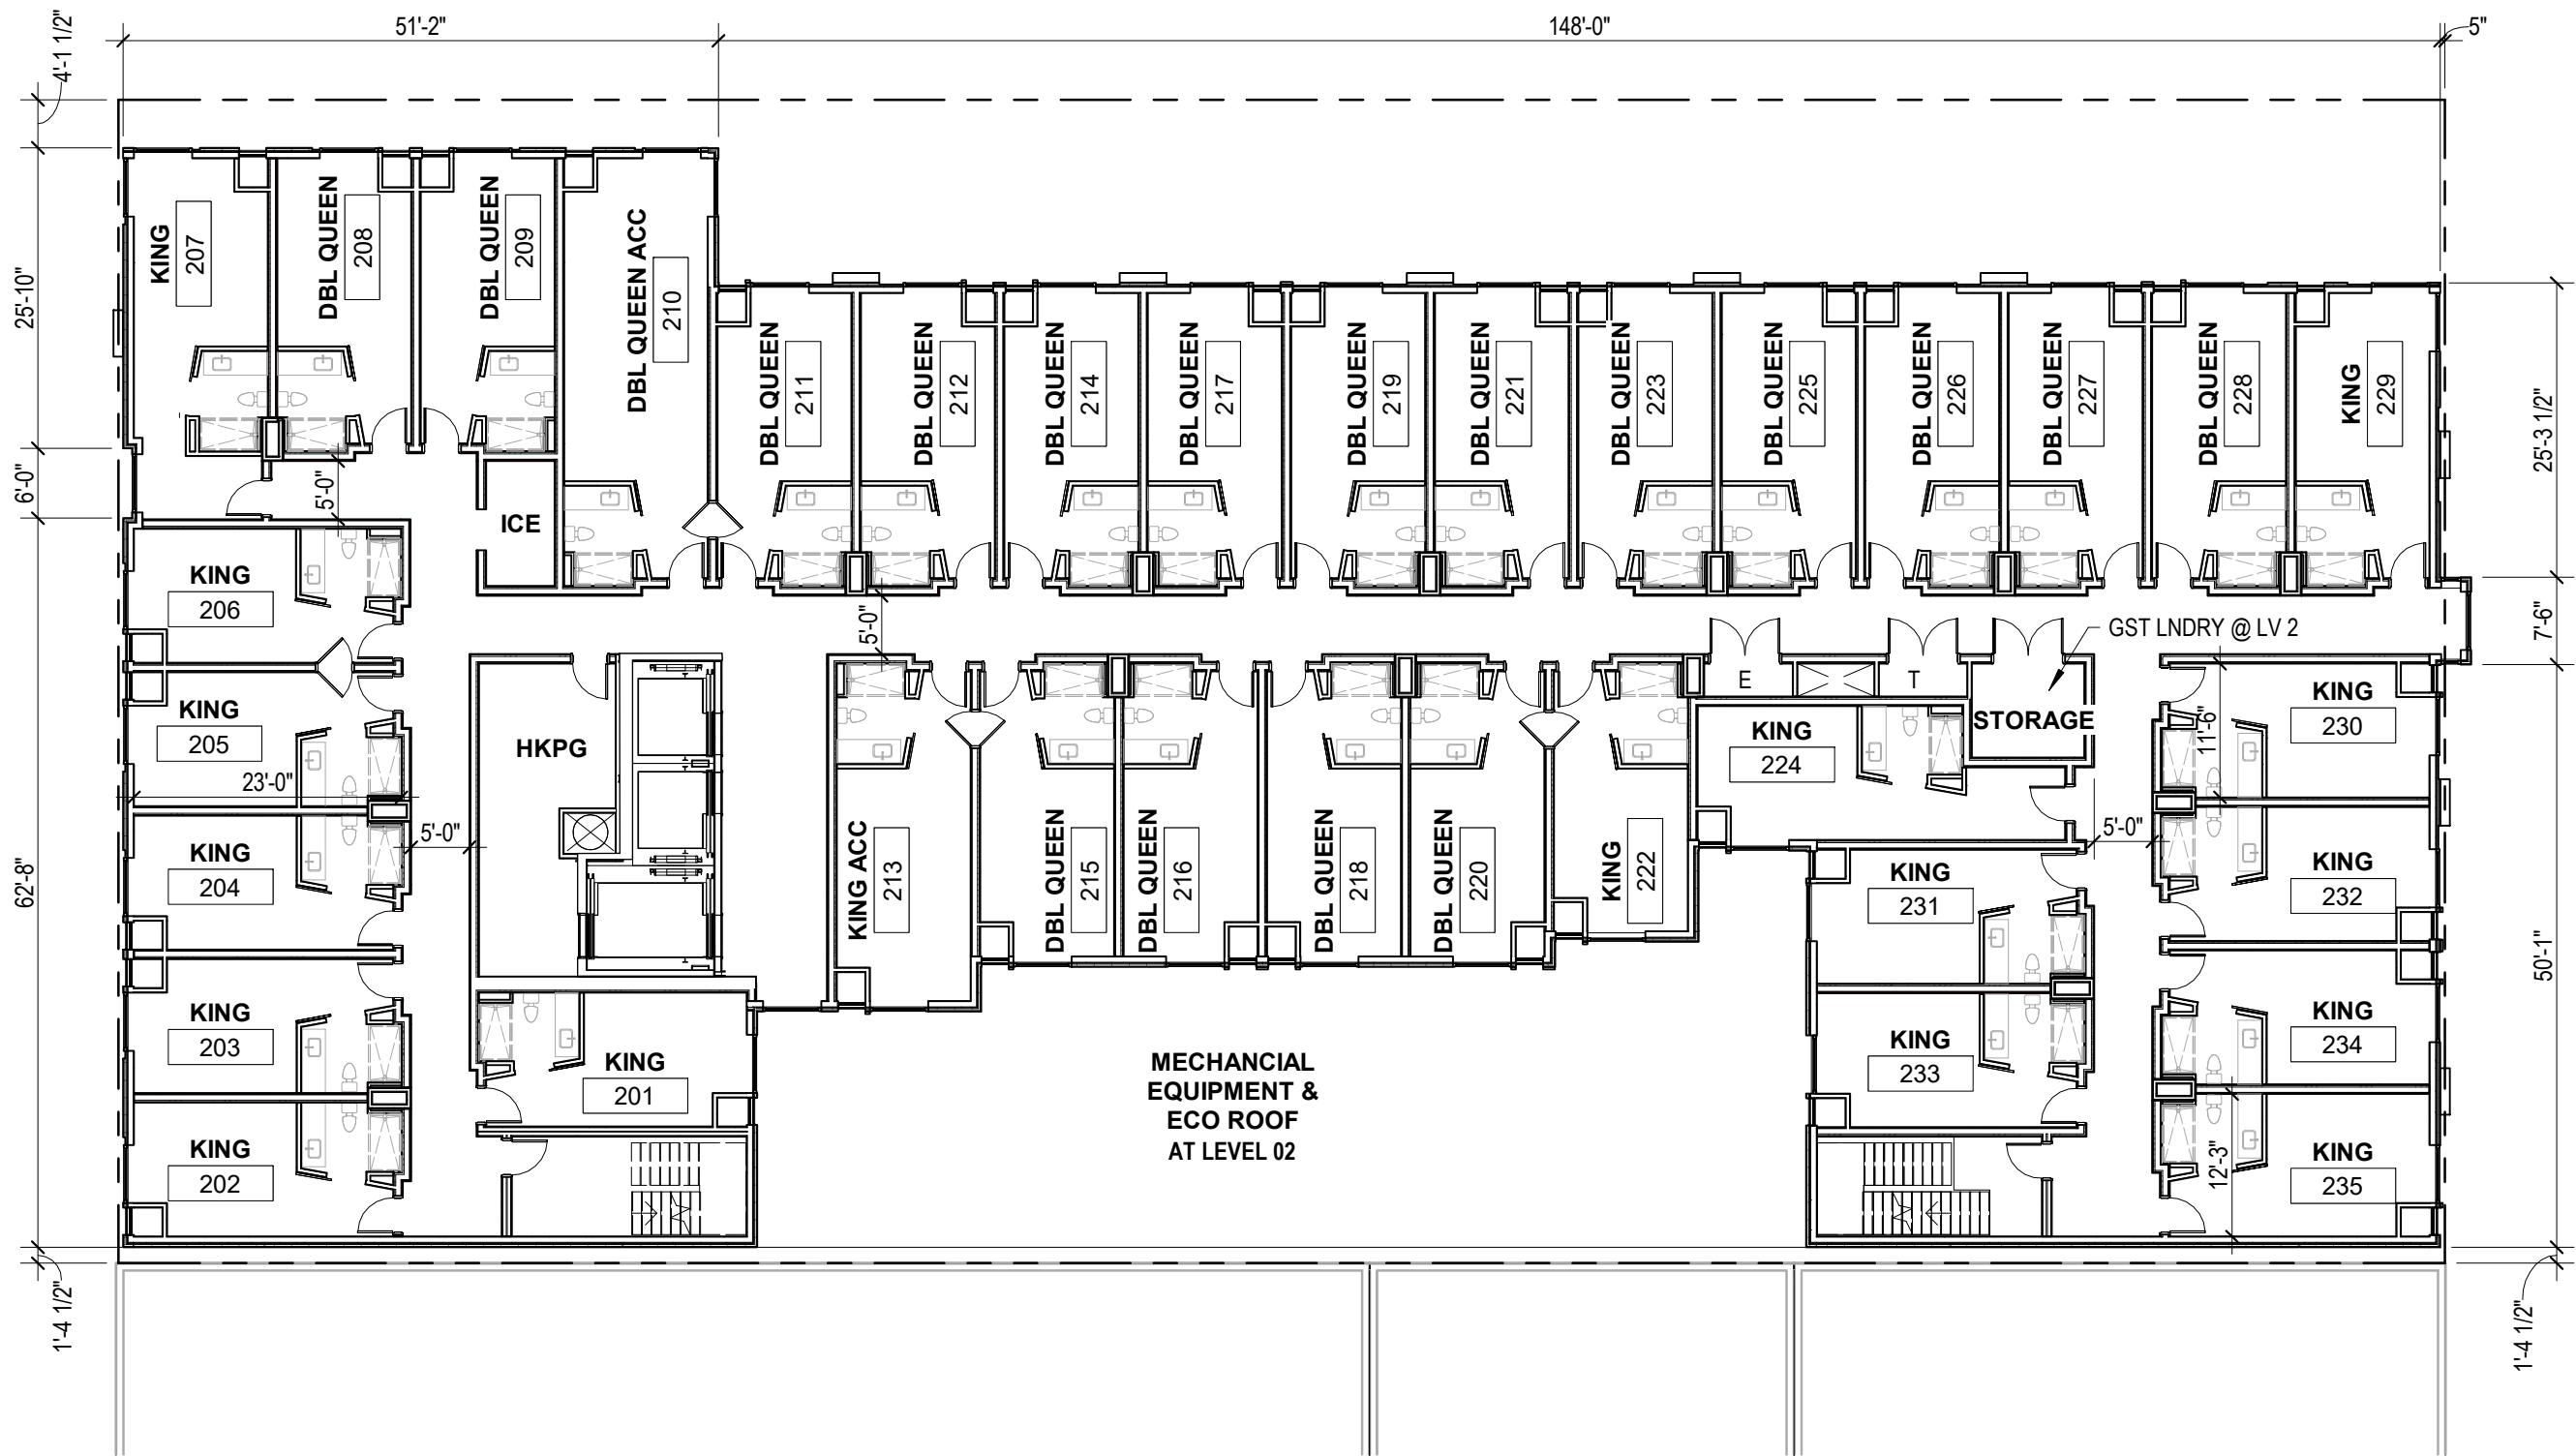 51'-2"
148'-0"
5"
4'-1 1/2"
25'-10"
6'-0"
62'-8"
1'-4 1/2"
25'-3 1/2"
7'-6"
50'-1"
1'-4 1/2"
KING
207
DBL QUEEN
208
DBL QUEEN
209
DBL QUEEN ACC
210
DBL QUEEN
211
DBL QUEEN
212
DBL QUEEN
214
DBL QUEEN
217
DBL QUEEN
219
DBL QUEEN
221
DBL QUEEN
223
DBL QUEEN
225
DBL QUEEN
226
DBL QUEEN
227
DBL QUEEN
228
KING
229
5'-0"
ICE
KING
206
5'-0"
GST LNDRY @ LV 2
KING
205
23'-0"
HKPG
E
T
STORAGE
KING
224
11'-6"
KING
230
KING
204
5'-0"
KING ACC
213
DBL QUEEN
215
DBL QUEEN
216
DBL QUEEN
218
DBL QUEEN
220
KING
222
5'-0"
KING
231
KING
232
KING
203
KING
201
MECHANCIAL
EQUIPMENT &
ECO ROOF
AT LEVEL 02
KING
233
KING
234
KING
202
12'-3"
KING
235